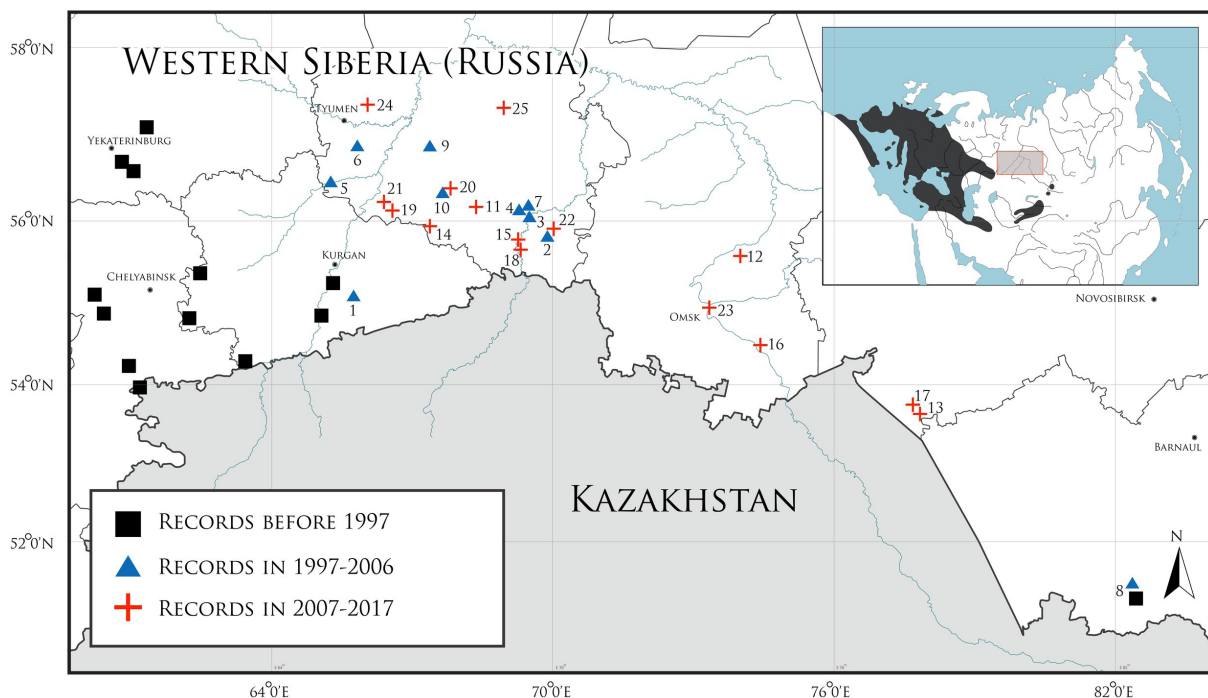 58°0'N
WESTERN SIBERIA (RUSSIA)
TYUMEN
24
25
YEKATERINBURG
6
9
5
21
20
19
10
11
4
7
3
22
56°0'N
14
15
2
18
12
KURGAN
CHELYABINSK
1
NOVOSIBIRSK
OMSK
23
16
54°0'N
17
13
BARNAUL
KAZAKHSTAN
RECORDS BEFORE 1997
RECORDS IN 1997-2006
RECORDS IN 2007-2017
52°0'N
N
8
64°0'N
70°0'N
76°0'N
82°0'N